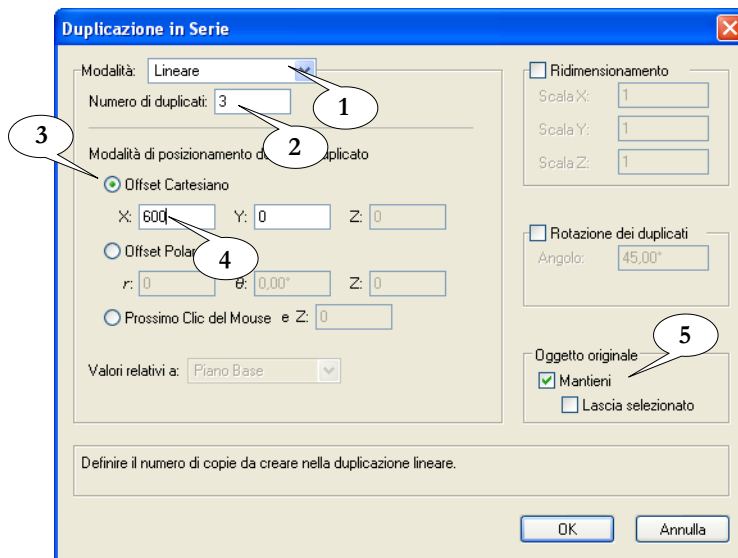 Duplicazione in Serie
Modalità: Lineare
Numero di duplicati: 3
1
2
3
Modalità di posizionamento de plicato
Offset Cartesiano
X: 600 Y: 0 Z: 0
4
Offset Pola
r: 0 θ: 0,00° Z: 0
Prossimo Clic del Mouse e Z: 0
Valori relativi a: Piano Base
Ridimensionamento
Scala X: 1
Scala Y: 1
Scala Z: 1
Rotazione dei duplicati
Angolo: 45,00°
5
Oggetto originale
Mantieni
Lascia selezionato
Definire il numero di copie da creare nella duplicazione lineare.
OK Annulla